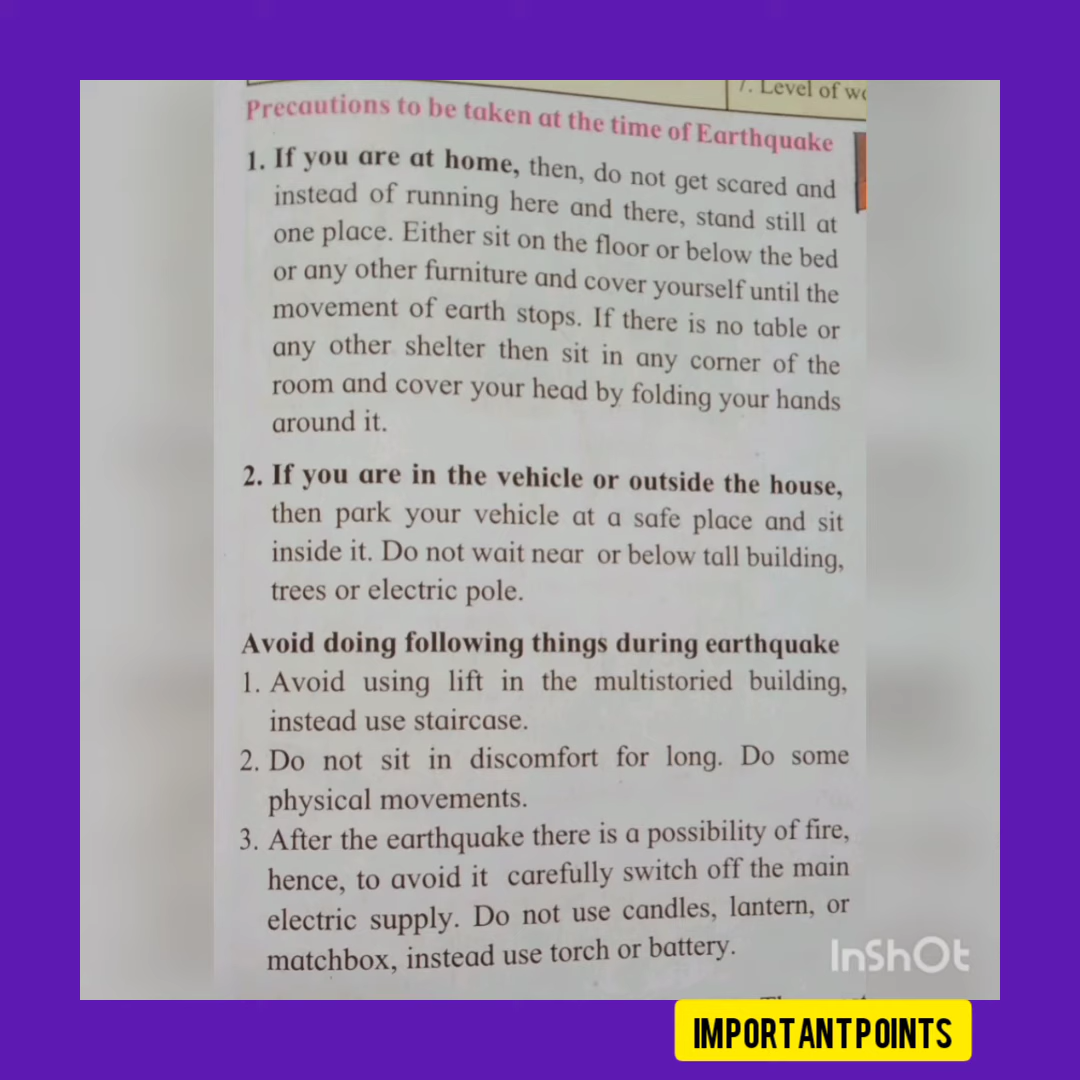 7. Level of
Precautions to be taken at the time of Earthquake
1. If you are at home, then, do not get scared and
instead of running here and there, stand still at
one place. Either sit on the floor or below the bed
or any other furniture and cover yourself until the
movement of earth stops. If there is no table or
any other shelter then sit in any corner of the
room and cover your head by folding your hands
around it.
2. If you are in the vehicle or outside the house,
then park your vehicle at a safe place and sit
inside it. Do not wait near or below tall building,
trees or electric pole.
Avoid doing following things during earthquake
1. Avoid using lift in the multistoried building,
instead use staircase.
2. Do not sit in discomfort for long. Do some
physical movements.
3. After the earthquake there is a possibility of fire,
hence, to avoid it carefully switch off the main
electric supply. Do not use candles, lantern, or
matchbox, instead use torch or battery.
InShOt
IMPORTANT POINTS